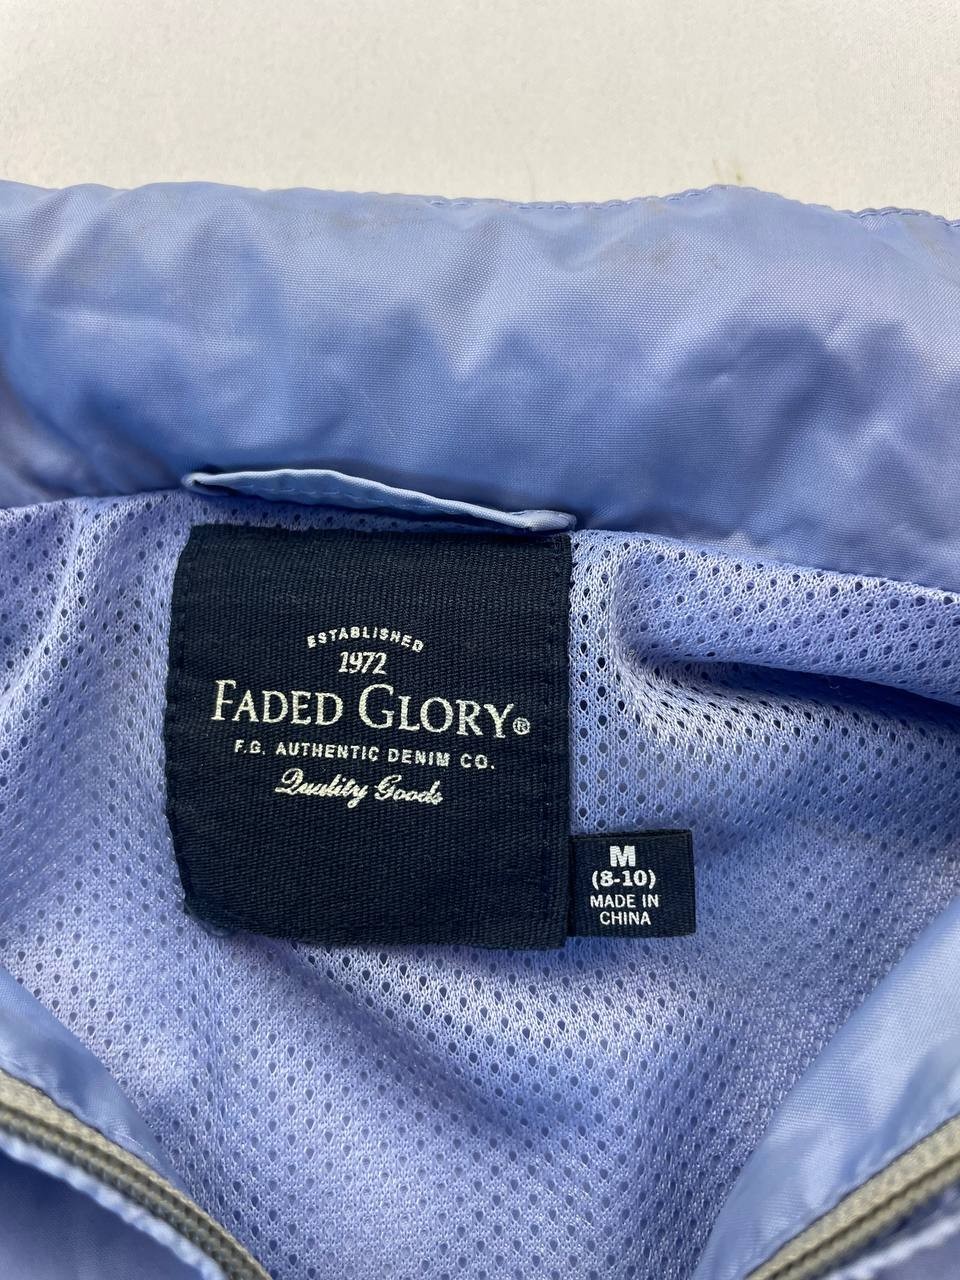 ESTABLISHED
1972
FADED GLORY®
F.G. AUTHENTIC DENIM CO.
Quality Goods
M
(8-10)
MADE IN
CHINA